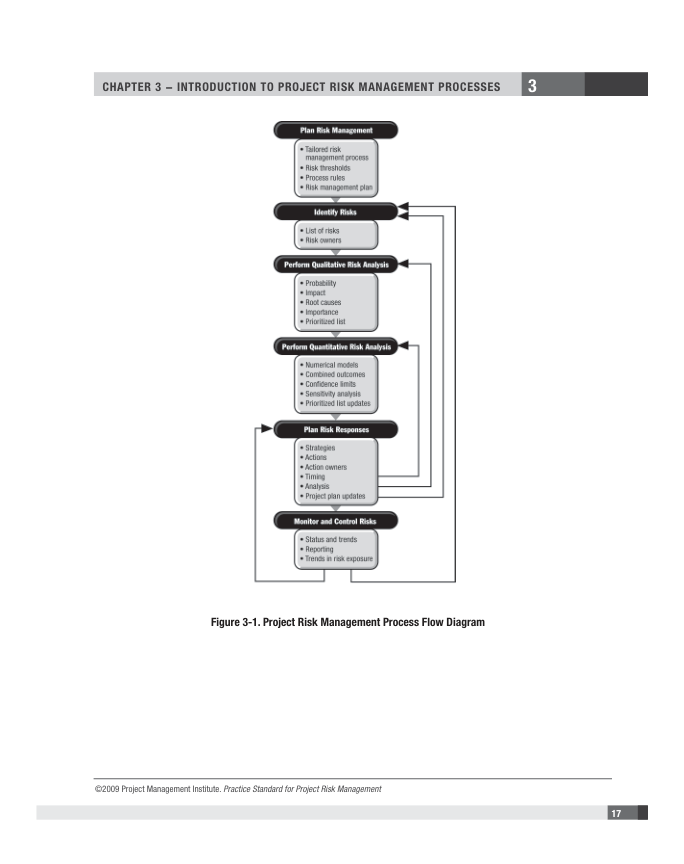 CHAPTER 3 – INTRODUCTION TO PROJECT RISK MANAGEMENT PROCESSES
3
Plan Risk Management
• Tailored risk
management process
• Risk thresholds
• Process rules
• Risk management plan
Identify Risks
• List of risks
• Risk owners
Perform Qualitative Risk Analysis
• Probability
• Impact
• Root causes
• Importance
• Prioritized list
Perform Quantitative Risk Analysis
• Numerical models
• Combined outcomes
• Confidence limits
• Sensitivity analysis
• Prioritized list updates
Plan Risk Responses
• Strategies
• Actions
• Action owners
• Timing
• Analysis
• Project plan updates
Monitor and Control Risks
• Status and trends
• Reporting
• Trends in risk exposure
Figure 3-1. Project Risk Management Process Flow Diagram
©2009 Project Management Institute. Practice Standard for Project Risk Management
17